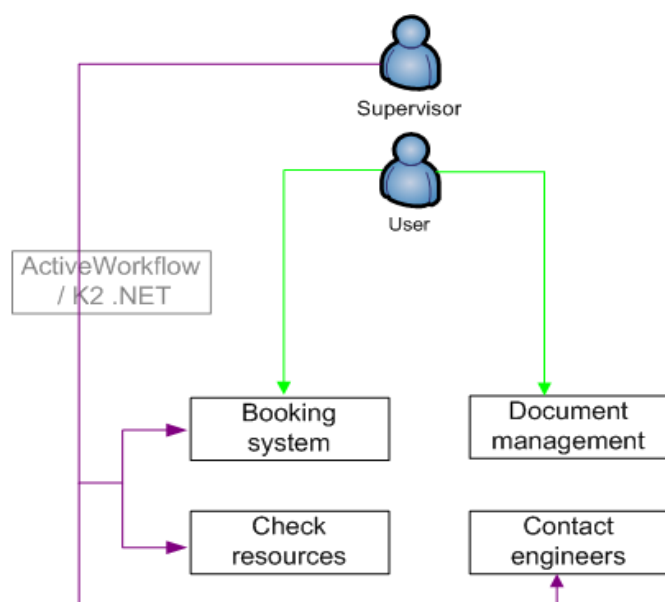 Supervisor
User
ActiveWorkflow
/ K2 .NET
Booking
system
Document
management
Check
resources
Contact
engineers